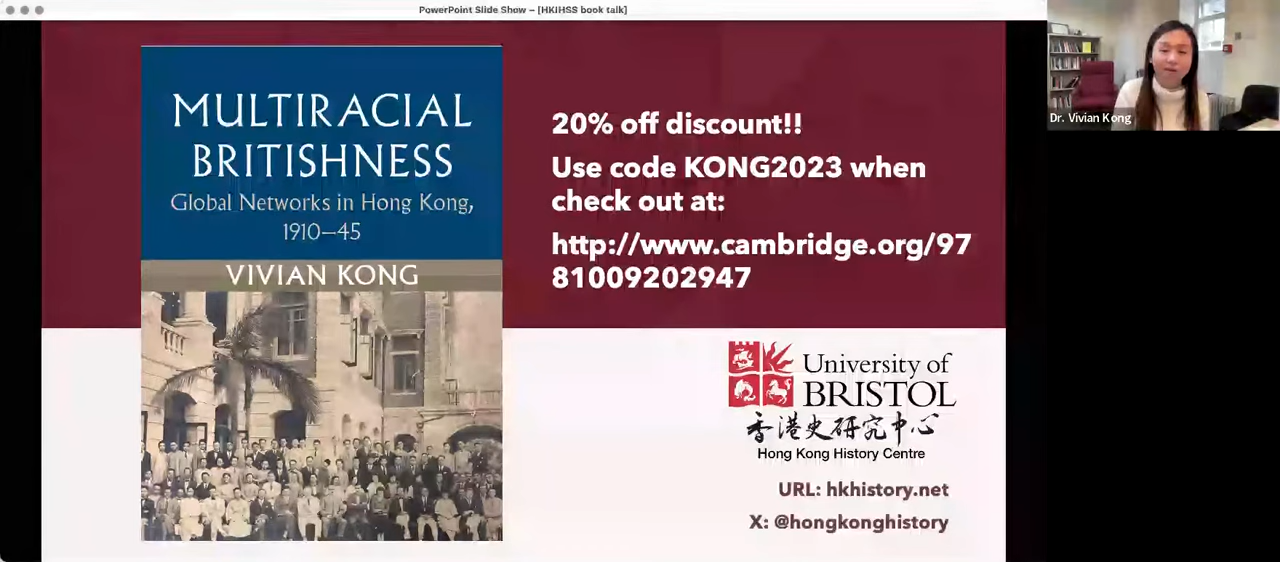 PowerPoint Slide Show – [HKIHSS book talk]
MULTIRACIAL
BRITISHNESS
Global Networks in Hong Kong,
1910–45
VIVIAN KONG
20% off discount!!
Use code KONG2023 when
check out at:
http://www.cambridge.org/97
81009202947
University of
BRISTOL
香港史研究中心
Hong Kong History Centre
URL: hkhistory.net
X: @hongkonghistory
Dr. Vivian Kong